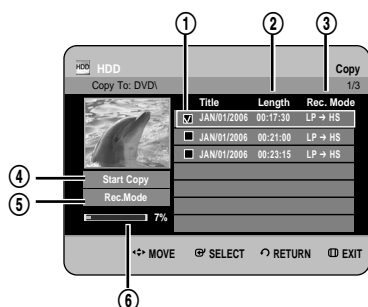 ① ② ③
HDD HDD Copy
Copy To: DVD\ 1/3
Title Length Rec. Mode
JAN/01/2006 00:17:30 LP → HS
JAN/01/2006 00:21:00 LP → HS
JAN/01/2006 00:23:15 LP → HS
④ Start Copy
⑤ Rec.Mode
7%
MOVE SELECT RETURN EXIT
⑥